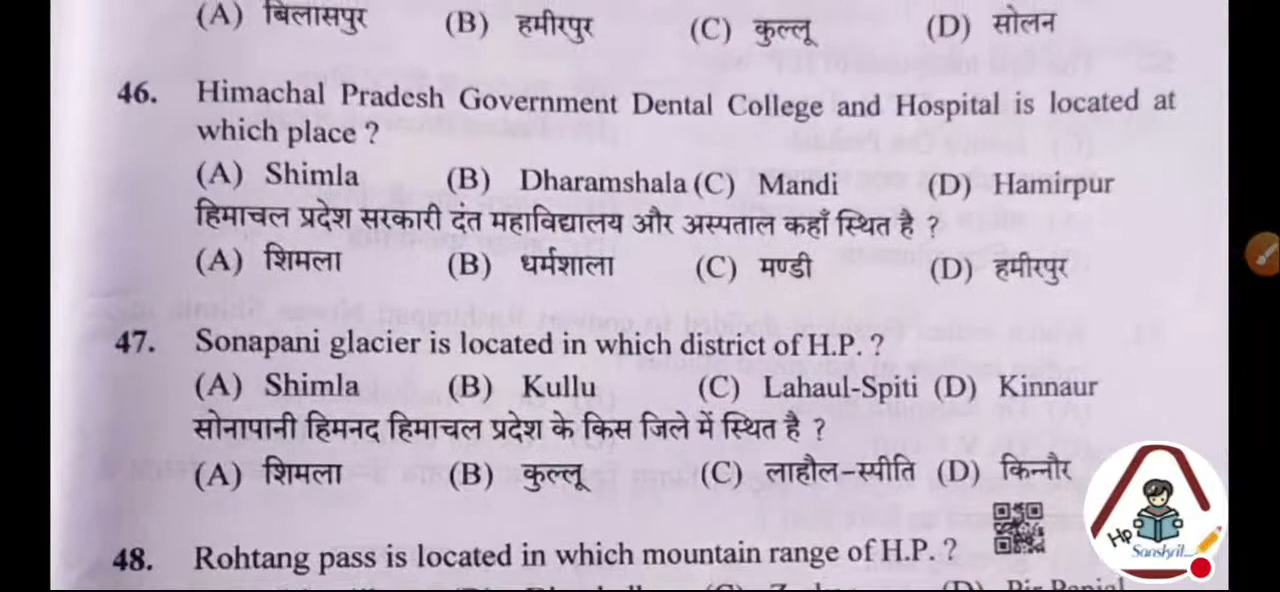 (A) बिलासपुर (B) हमीरपुर (C) कुल्लू (D) सोलन
46. Himachal Pradesh Government Dental College and Hospital is located at
which place ?
(A) Shimla (B) Dharamshala (C) Mandi (D) Hamirpur
हिमाचल प्रदेश सरकारी दंत महाविद्यालय और अस्पताल कहाँ स्थित है ?
(A) शिमला (B) धर्मशाला (C) मण्डी (D) हमीरपुर
47. Sonapani glacier is located in which district of H.P. ?
(A) Shimla (B) Kullu (C) Lahaul-Spiti (D) Kinnaur
सोनापानी हिमनद हिमाचल प्रदेश के किस जिले में स्थित है ?
(A) शिमला (B) कुल्लू (C) लाहौल-स्पीति (D) किन्नौर
Hp
48. Rohtang pass is located in which mountain range of H.P. ?
(D) Pir Panjal